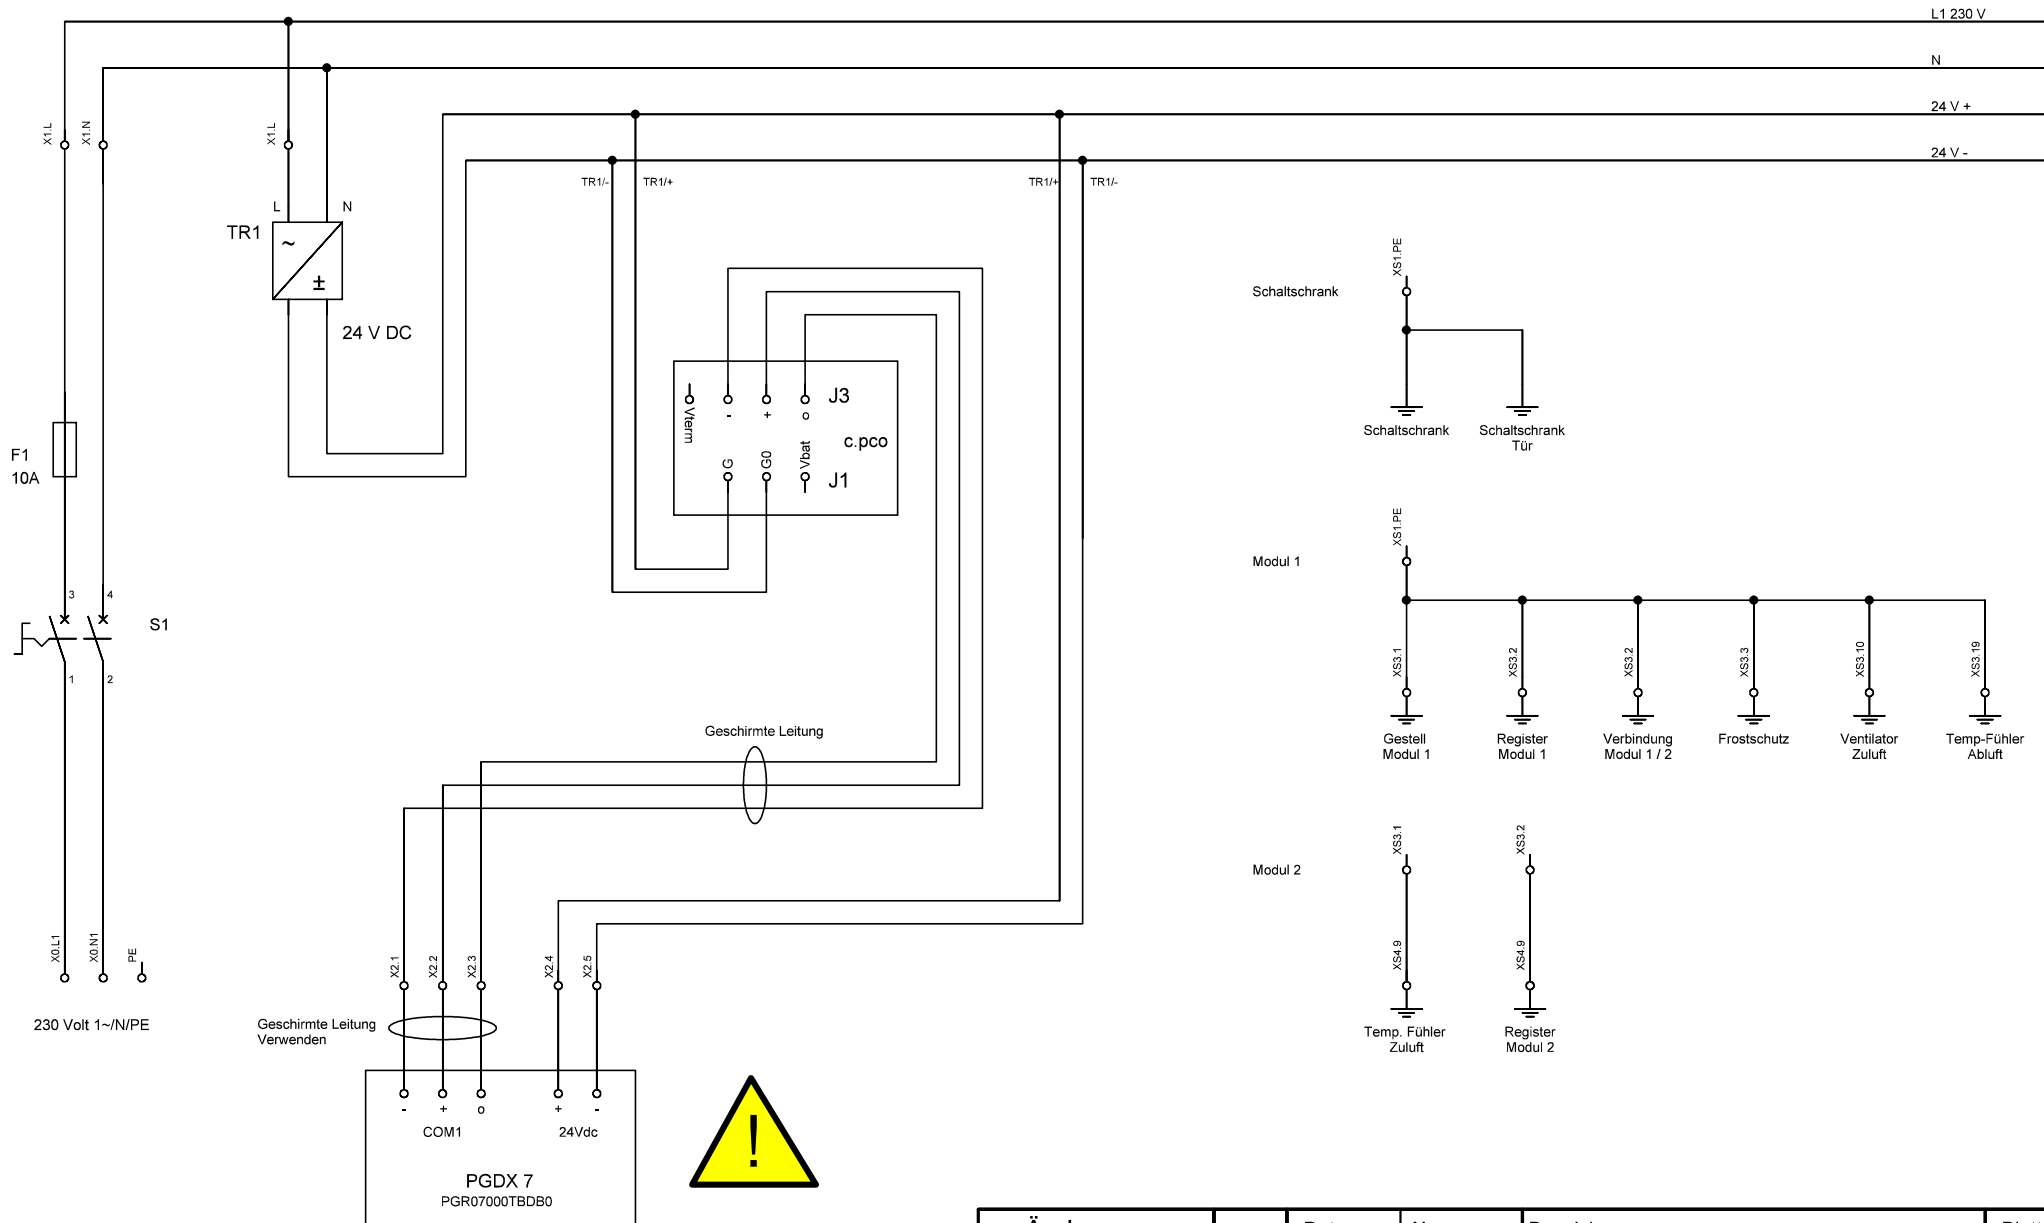 L1 230 V
N
24 V +
24 V -
X1.L
X1.N
X1.L
TR1/-
TR1/+
TR1/+
TR1/-
L
N
TR1
~
±
24 V DC
XS1.PE
Schaltschrank
Schaltschrank
Schaltschrank
Tür
J3
Vterm
-
+
o
c.pco
G
G0
Vbat
J1
F1
10A
XS1.PE
Modul 1
3
4
S1
1
2
XS3.1
XS3.2
XS3.2
XS3.3
XS3.10
XS3.19
Gestell
Modul 1
Register
Modul 1
Verbindung
Modul 1 / 2
Frostschutz
Ventilator
Zuluft
Temp-Fühler
Abluft
Geschirmte Leitung
XS3.1
XS3.2
Modul 2
X0.L1
X0.N1
PE
X2.1
X2.2
X2.3
X2.4
X2.5
XS4.9
XS4.9
230 Volt 1~/N/PE
Geschirmte Leitung
Verwenden
Temp. Fühler
Zuluft
Register
Modul 2
-
+
o
+
-
COM1
24Vdc
!
PGDX 7
PGR07000TBDB0